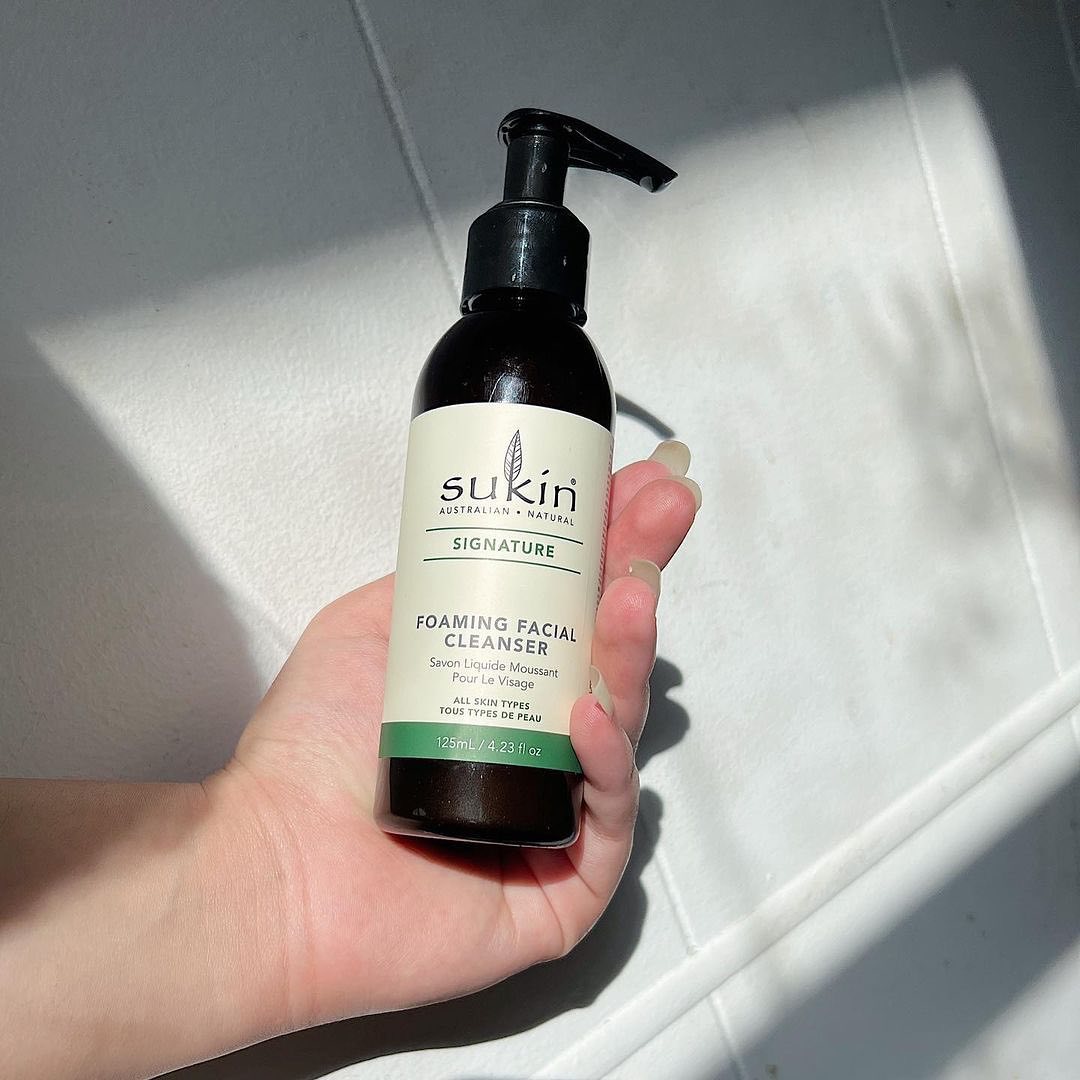 sukin®
AUSTRALIAN • NATURAL
SIGNATURE
FOAMING FACIAL
CLEANSER
Savon Liquide Moussant
Pour Le Visage
ALL SKIN TYPES
TOUS TYPES DE PEAU
125mL / 4.23 fl oz